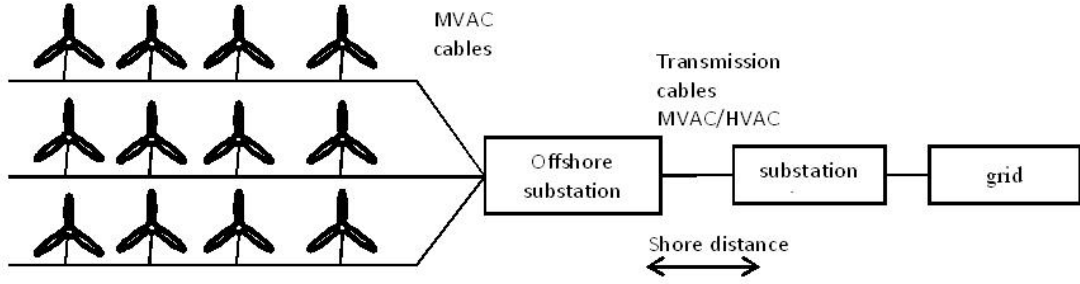 MVAC
cables
Transmission
cables
MVAC/HVAC
Offshore
substation
substation
grid
Shore distance